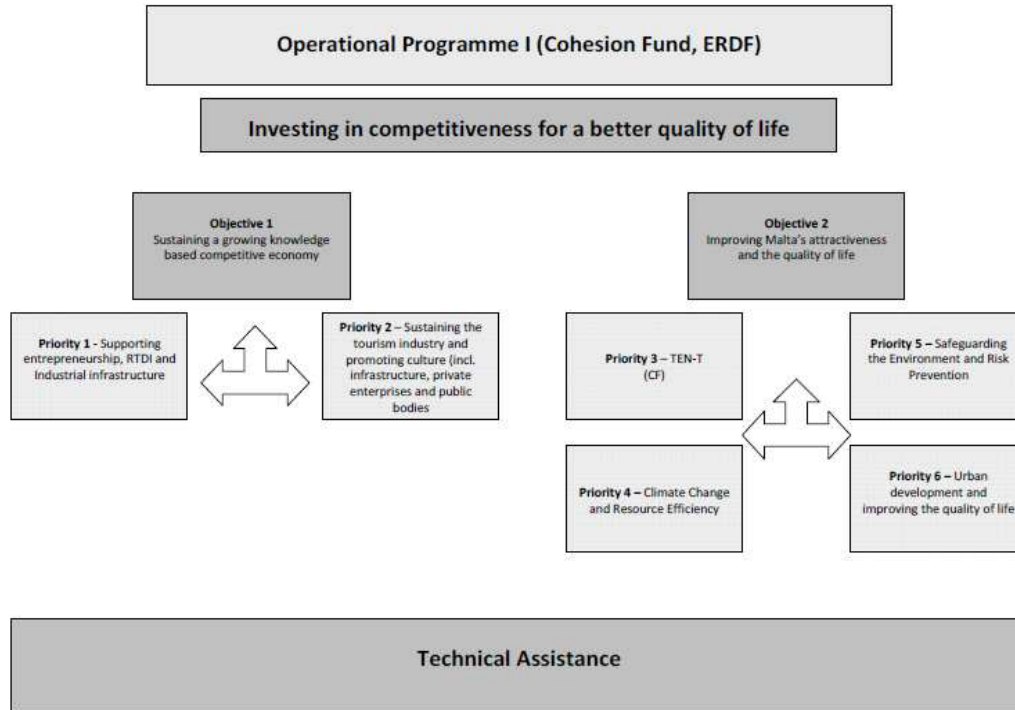 Operational Programme I (Cohesion Fund, ERDF)
Investing in competitiveness for a better quality of life
Objective 1
Sustaining a growing knowledge
based competitive economy
Objective 2
Improving Malta's attractiveness
and the quality of life
Priority 1 - Supporting
entrepreneurship, RTDI and
Industrial infrastructure
Priority 2 – Sustaining the
tourism industry and
promoting culture (incl.
infrastructure, private
enterprises and public
bodies
Priority 3 – TEN-T
(CF)
Priority 5 – Safeguarding
the Environment and Risk
Prevention
Priority 4 – Climate Change
and Resource Efficiency
Priority 6 – Urban
development and
improving the quality of life
Technical Assistance